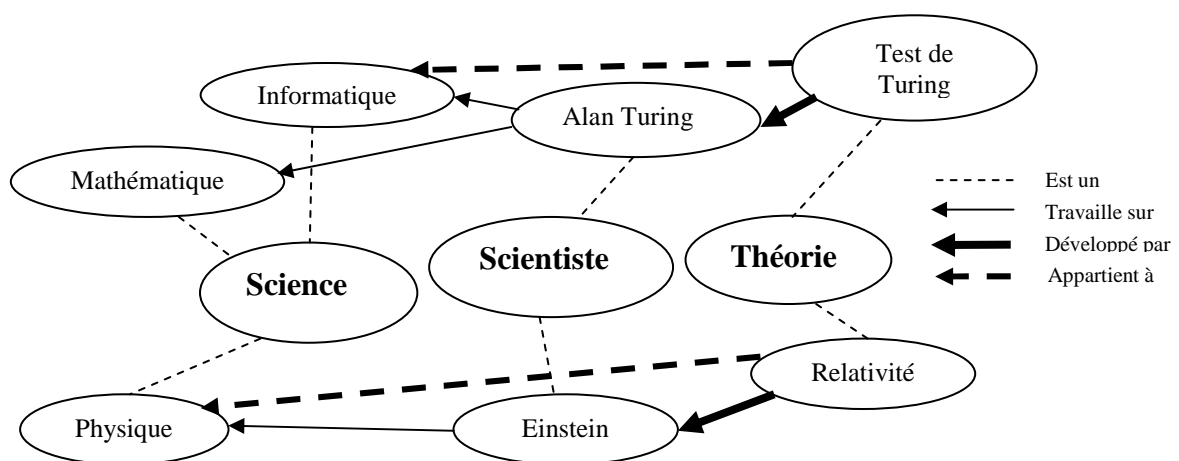 Test de
Turing
Informatique
Alan Turing
Mathématique
Est un
Travaille sur
Développé par
Appartient à
Science
Scientiste
Théorie
Relativité
Physique
Einstein